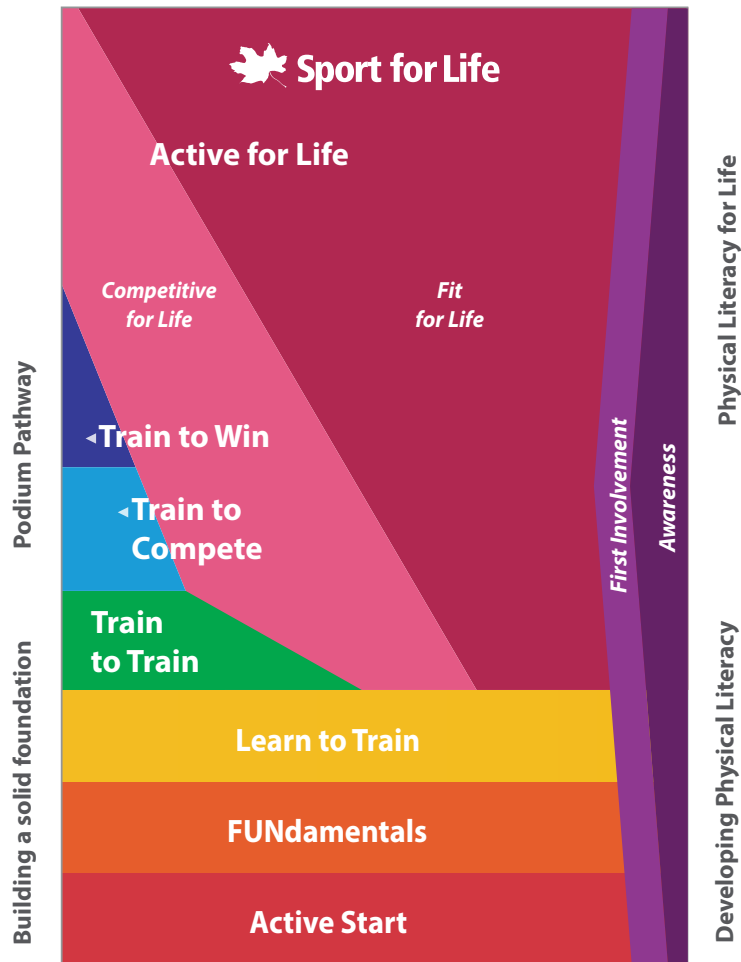 Sport for Life
Active for Life
Competitive
for Life
Fit
for Life
Train to Win
Train to
Compete
Train
to Train
Learn to Train
FUNdamentals
Active Start
First Involvement
Awareness
Podium Pathway
Building a solid foundation
Physical Literacy for Life
Developing Physical Literacy